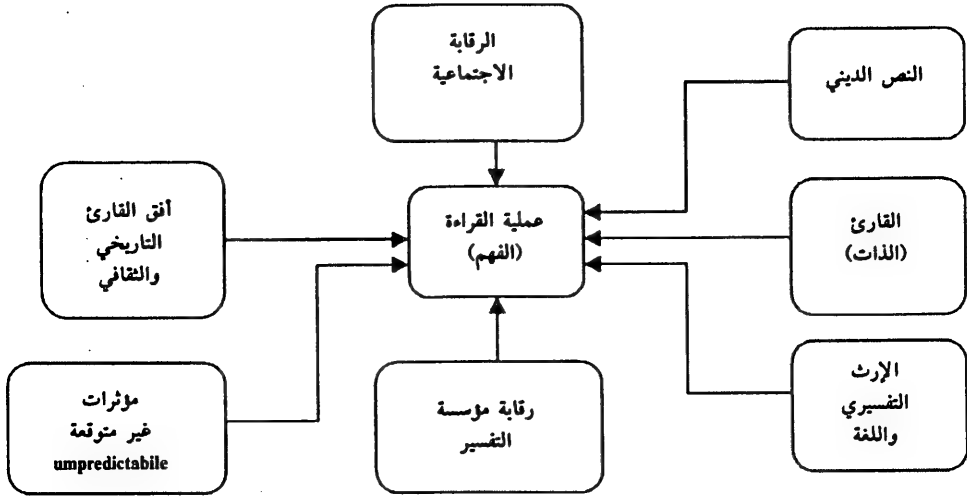 الرقابة
الاجتماعية
النص الديني
أفق القارئ
التاريخي
والثقافي
عملية القراءة
(الفهم)
القارئ
(الذات)
مؤثرات
غير متوقعة
umpredictabile
رقابة مؤسسة
التفسير
الإرث
التفسيري
واللغة